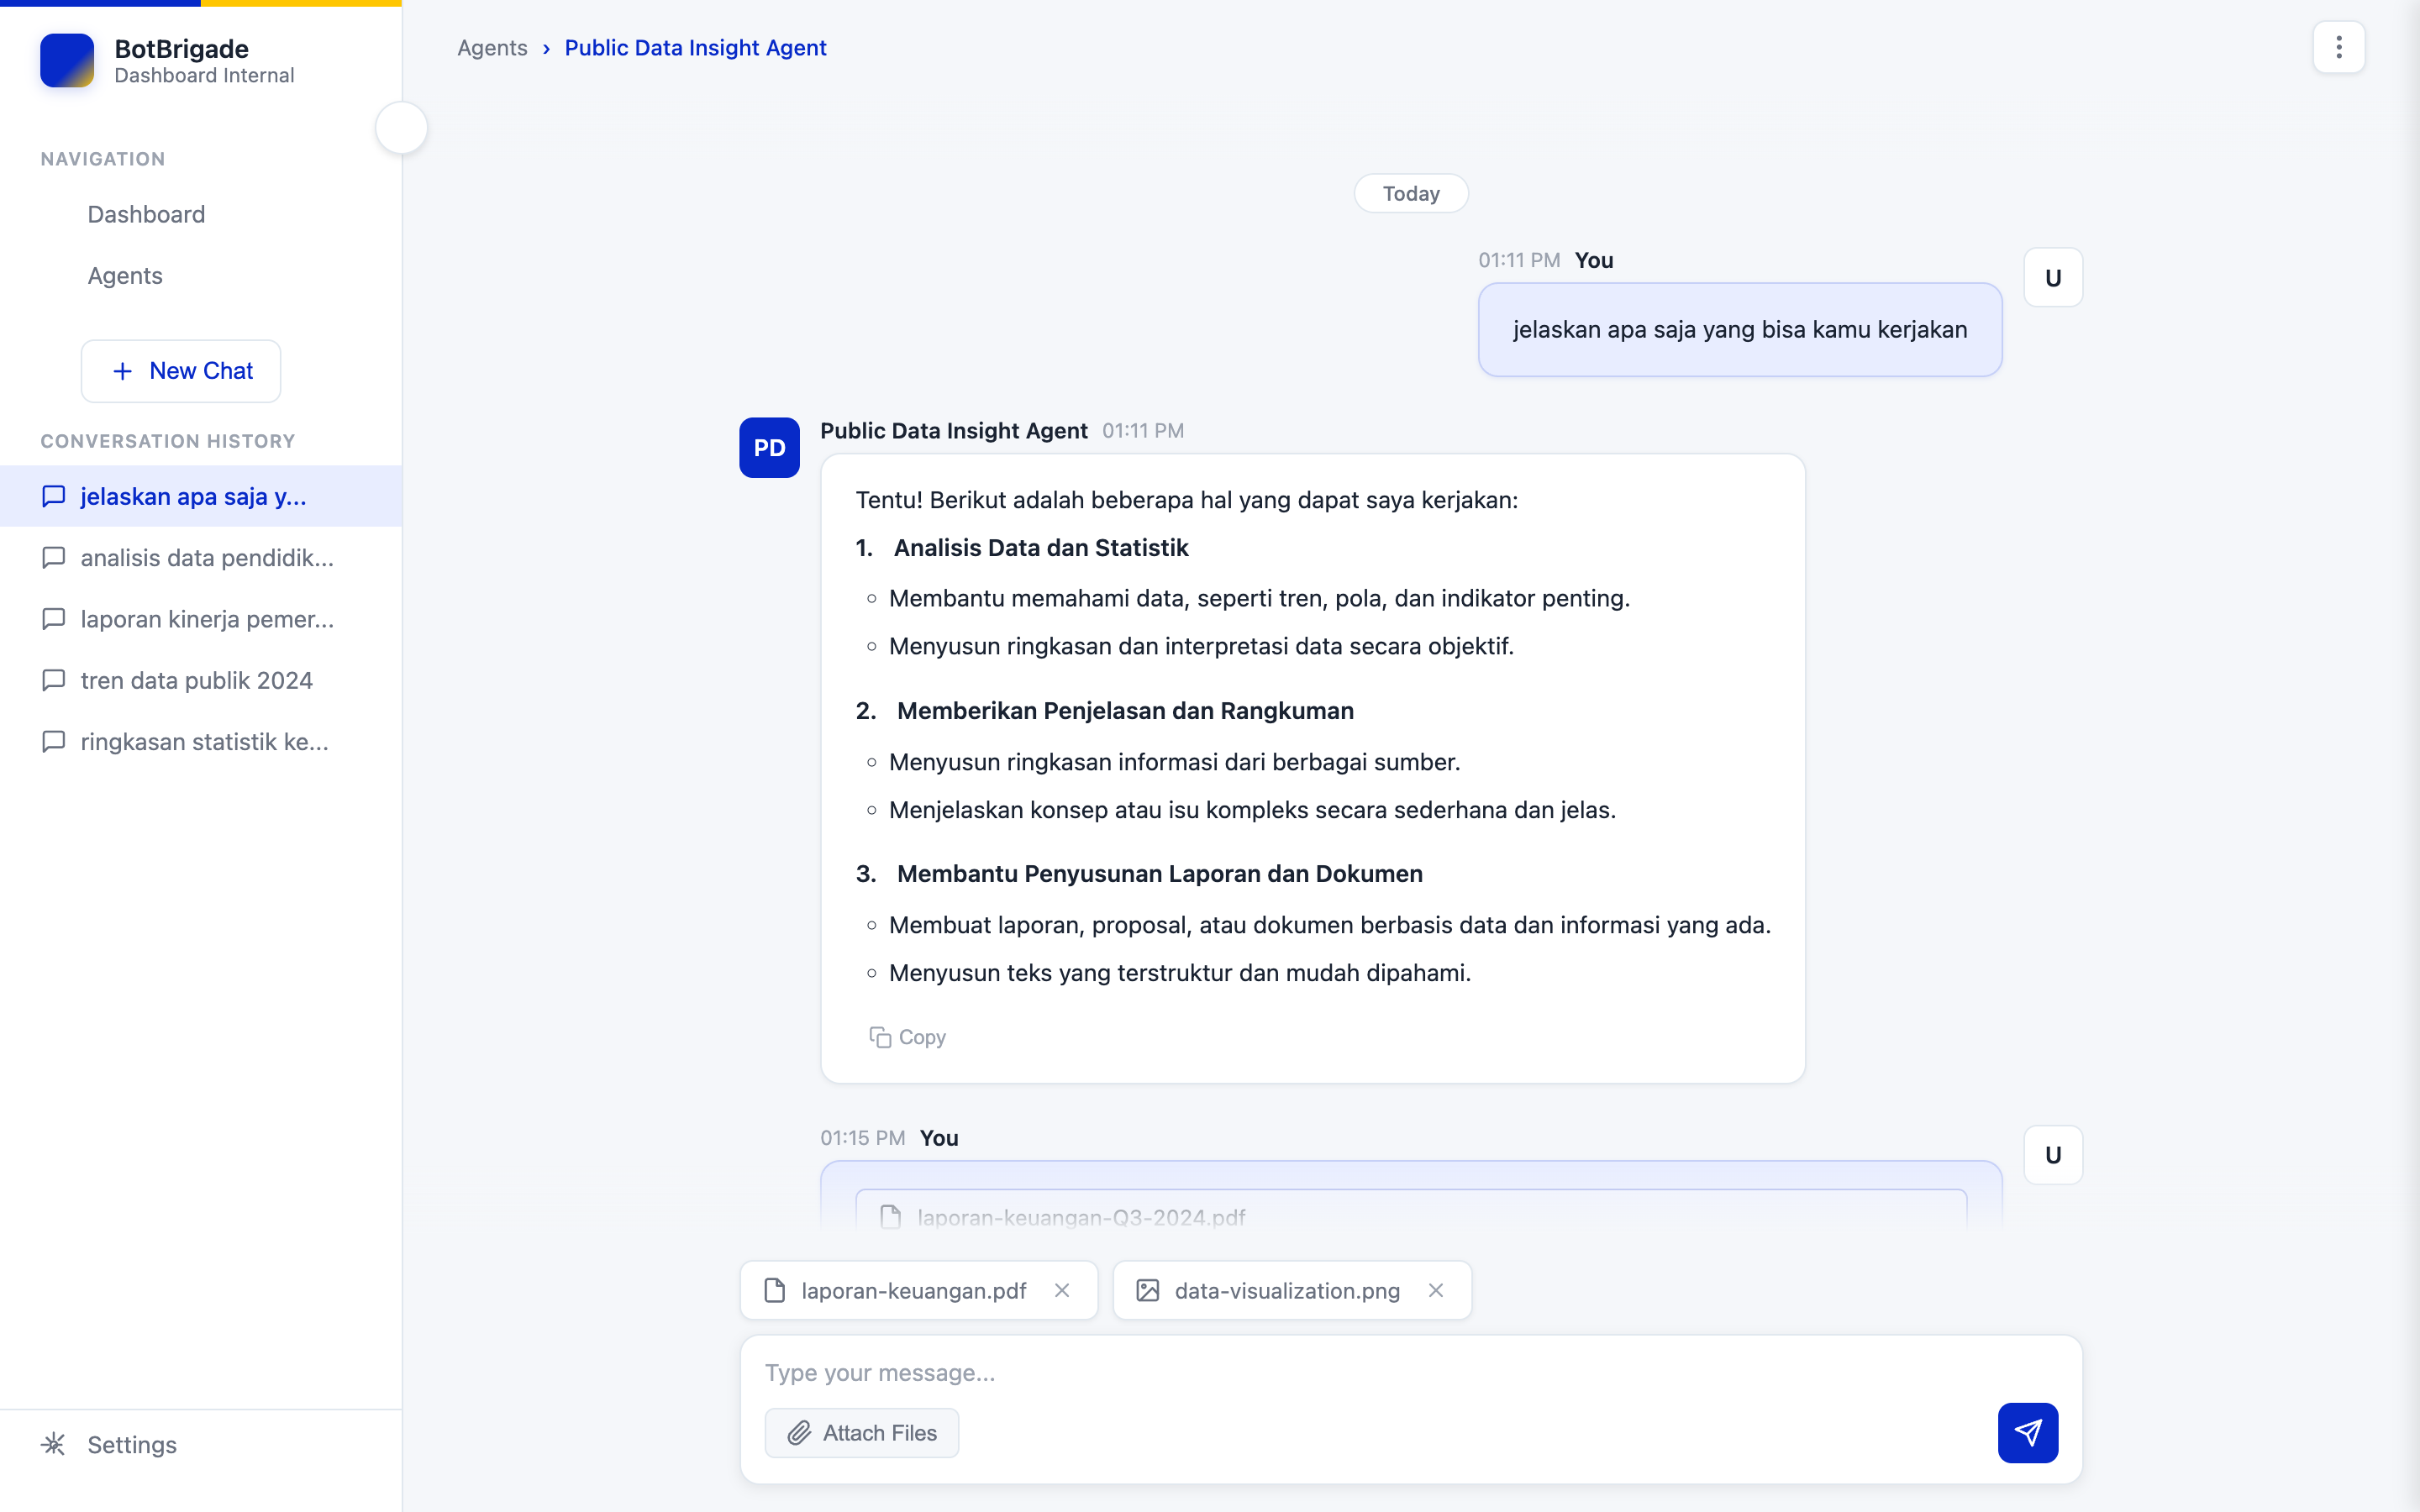 BotBrigade
Dashboard Internal
NAVIGATION
Dashboard
Agents
New Chat
CONVERSATION HISTORY
jelaskan apa saja y...
analisis data pendidik...
laporan kinerja pemer...
tren data publik 2024
ringkasan statistik ke...
Settings
Agents › Public Data Insight Agent
Today
01:11 PM You
U
jelaskan apa saja yang bisa kamu kerjakan
PD
Public Data Insight Agent 01:11 PM
Tentu! Berikut adalah beberapa hal yang dapat saya kerjakan:
1. Analisis Data dan Statistik
Membantu memahami data, seperti tren, pola, dan indikator penting.
Menyusun ringkasan dan interpretasi data secara objektif.
2. Memberikan Penjelasan dan Rangkuman
Menyusun ringkasan informasi dari berbagai sumber.
Menjelaskan konsep atau isu kompleks secara sederhana dan jelas.
3. Membantu Penyusunan Laporan dan Dokumen
Membuat laporan, proposal, atau dokumen berbasis data dan informasi yang ada.
Menyusun teks yang terstruktur dan mudah dipahami.
Copy
01:15 PM You
U
laporan-keuangan-Q3-2024.pdf
laporan-keuangan.pdf
data-visualization.png
Type your message...
Attach Files